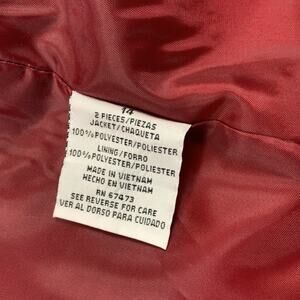 14
2 PIECES/PIEZAS
JACKET/CHAQUETA
100%POLYESTER/POLIESTER
LINING/FORRO
100%POLYESTER/POLIESTER
MADE IN VIETNAM
HECHO EN VIETNAM
RN 67473
SEE REVERSE FOR CARE
VER AL DORSO PARA CUIDADO